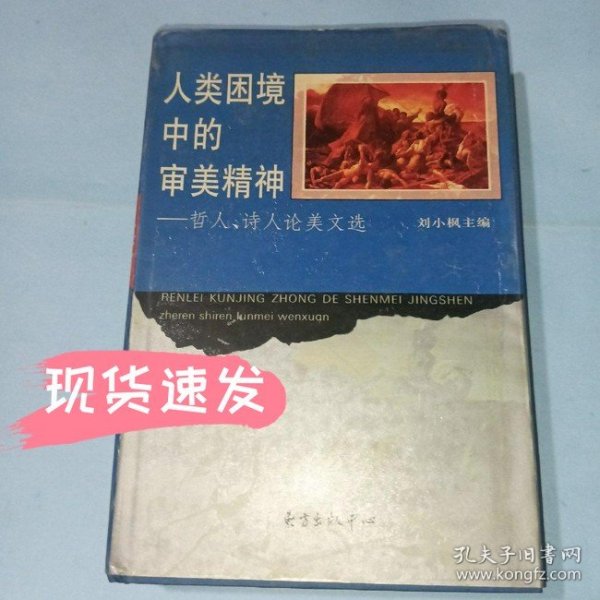 人类困境
中的
审美精神
——哲人、诗人论美文选
刘小枫主编
RENLEI KUNJING ZHONG DE SHENMEI JINGSHEN
zheren shiren lunmei wenxuan
现货速发
东方出版中心
孔夫子旧书网
www.kongfz.com